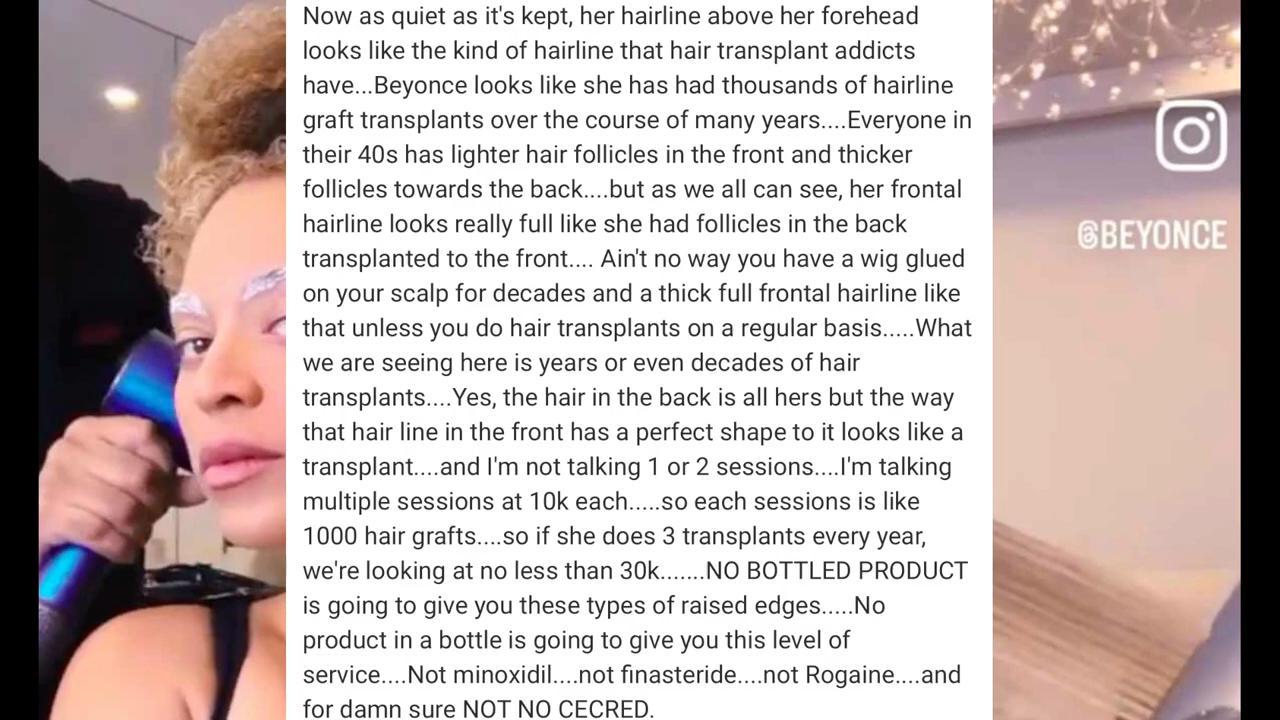 Now as quiet as it's kept, her hairline above her forehead
looks like the kind of hairline that hair transplant addicts
have...Beyonce looks like she has had thousands of hairline
graft transplants over the course of many years....Everyone in
their 40s has lighter hair follicles in the front and thicker
follicles towards the back....but as we all can see, her frontal
hairline looks really full like she had follicles in the back
transplanted to the front.... Ain't no way you have a wig glued
on your scalp for decades and a thick full frontal hairline like
that unless you do hair transplants on a regular basis.....What
we are seeing here is years or even decades of hair
transplants....Yes, the hair in the back is all hers but the way
that hair line in the front has a perfect shape to it looks like a
transplant....and I'm not talking 1 or 2 sessions....I'm talking
multiple sessions at 10k each.....so each sessions is like
1000 hair grafts....so if she does 3 transplants every year,
we're looking at no less than 30k.......NO BOTTLED PRODUCT
is going to give you these types of raised edges.....No
product in a bottle is going to give you this level of
service....Not minoxidil....not finasteride....not Rogaine....and
for damn sure NOT NO CECRED.
@BEYONCE